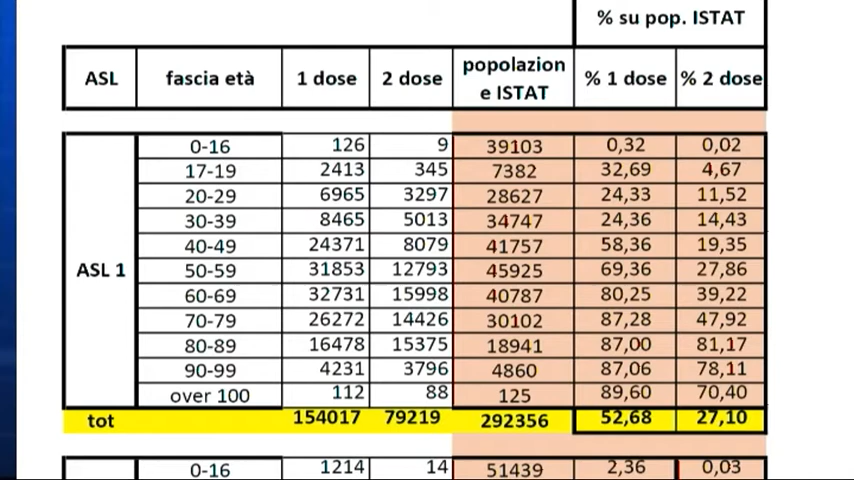 % su pop. ISTAT
ASL fascia età 1 dose 2 dose popolazion e ISTAT % 1 dose % 2 dose
0-16 126 9 39103 0,32 0,02
17-19 2413 345 7382 32,69 4,67
20-29 6965 3297 28627 24,33 11,52
30-39 8465 5013 34747 24,36 14,43
40-49 24371 8079 41757 58,36 19,35
ASL 1 50-59 31853 12793 45925 69,36 27,86
60-69 32731 15998 40787 80,25 39,22
70-79 26272 14426 30102 87,28 47,92
80-89 16478 15375 18941 87,00 81,17
90-99 4231 3796 4860 87,06 78,11
over 100 112 88 125 89,60 70,40
tot 154017 79219 292356 52,68 27,10
0-16 1214 14 51439 2,36 0,03